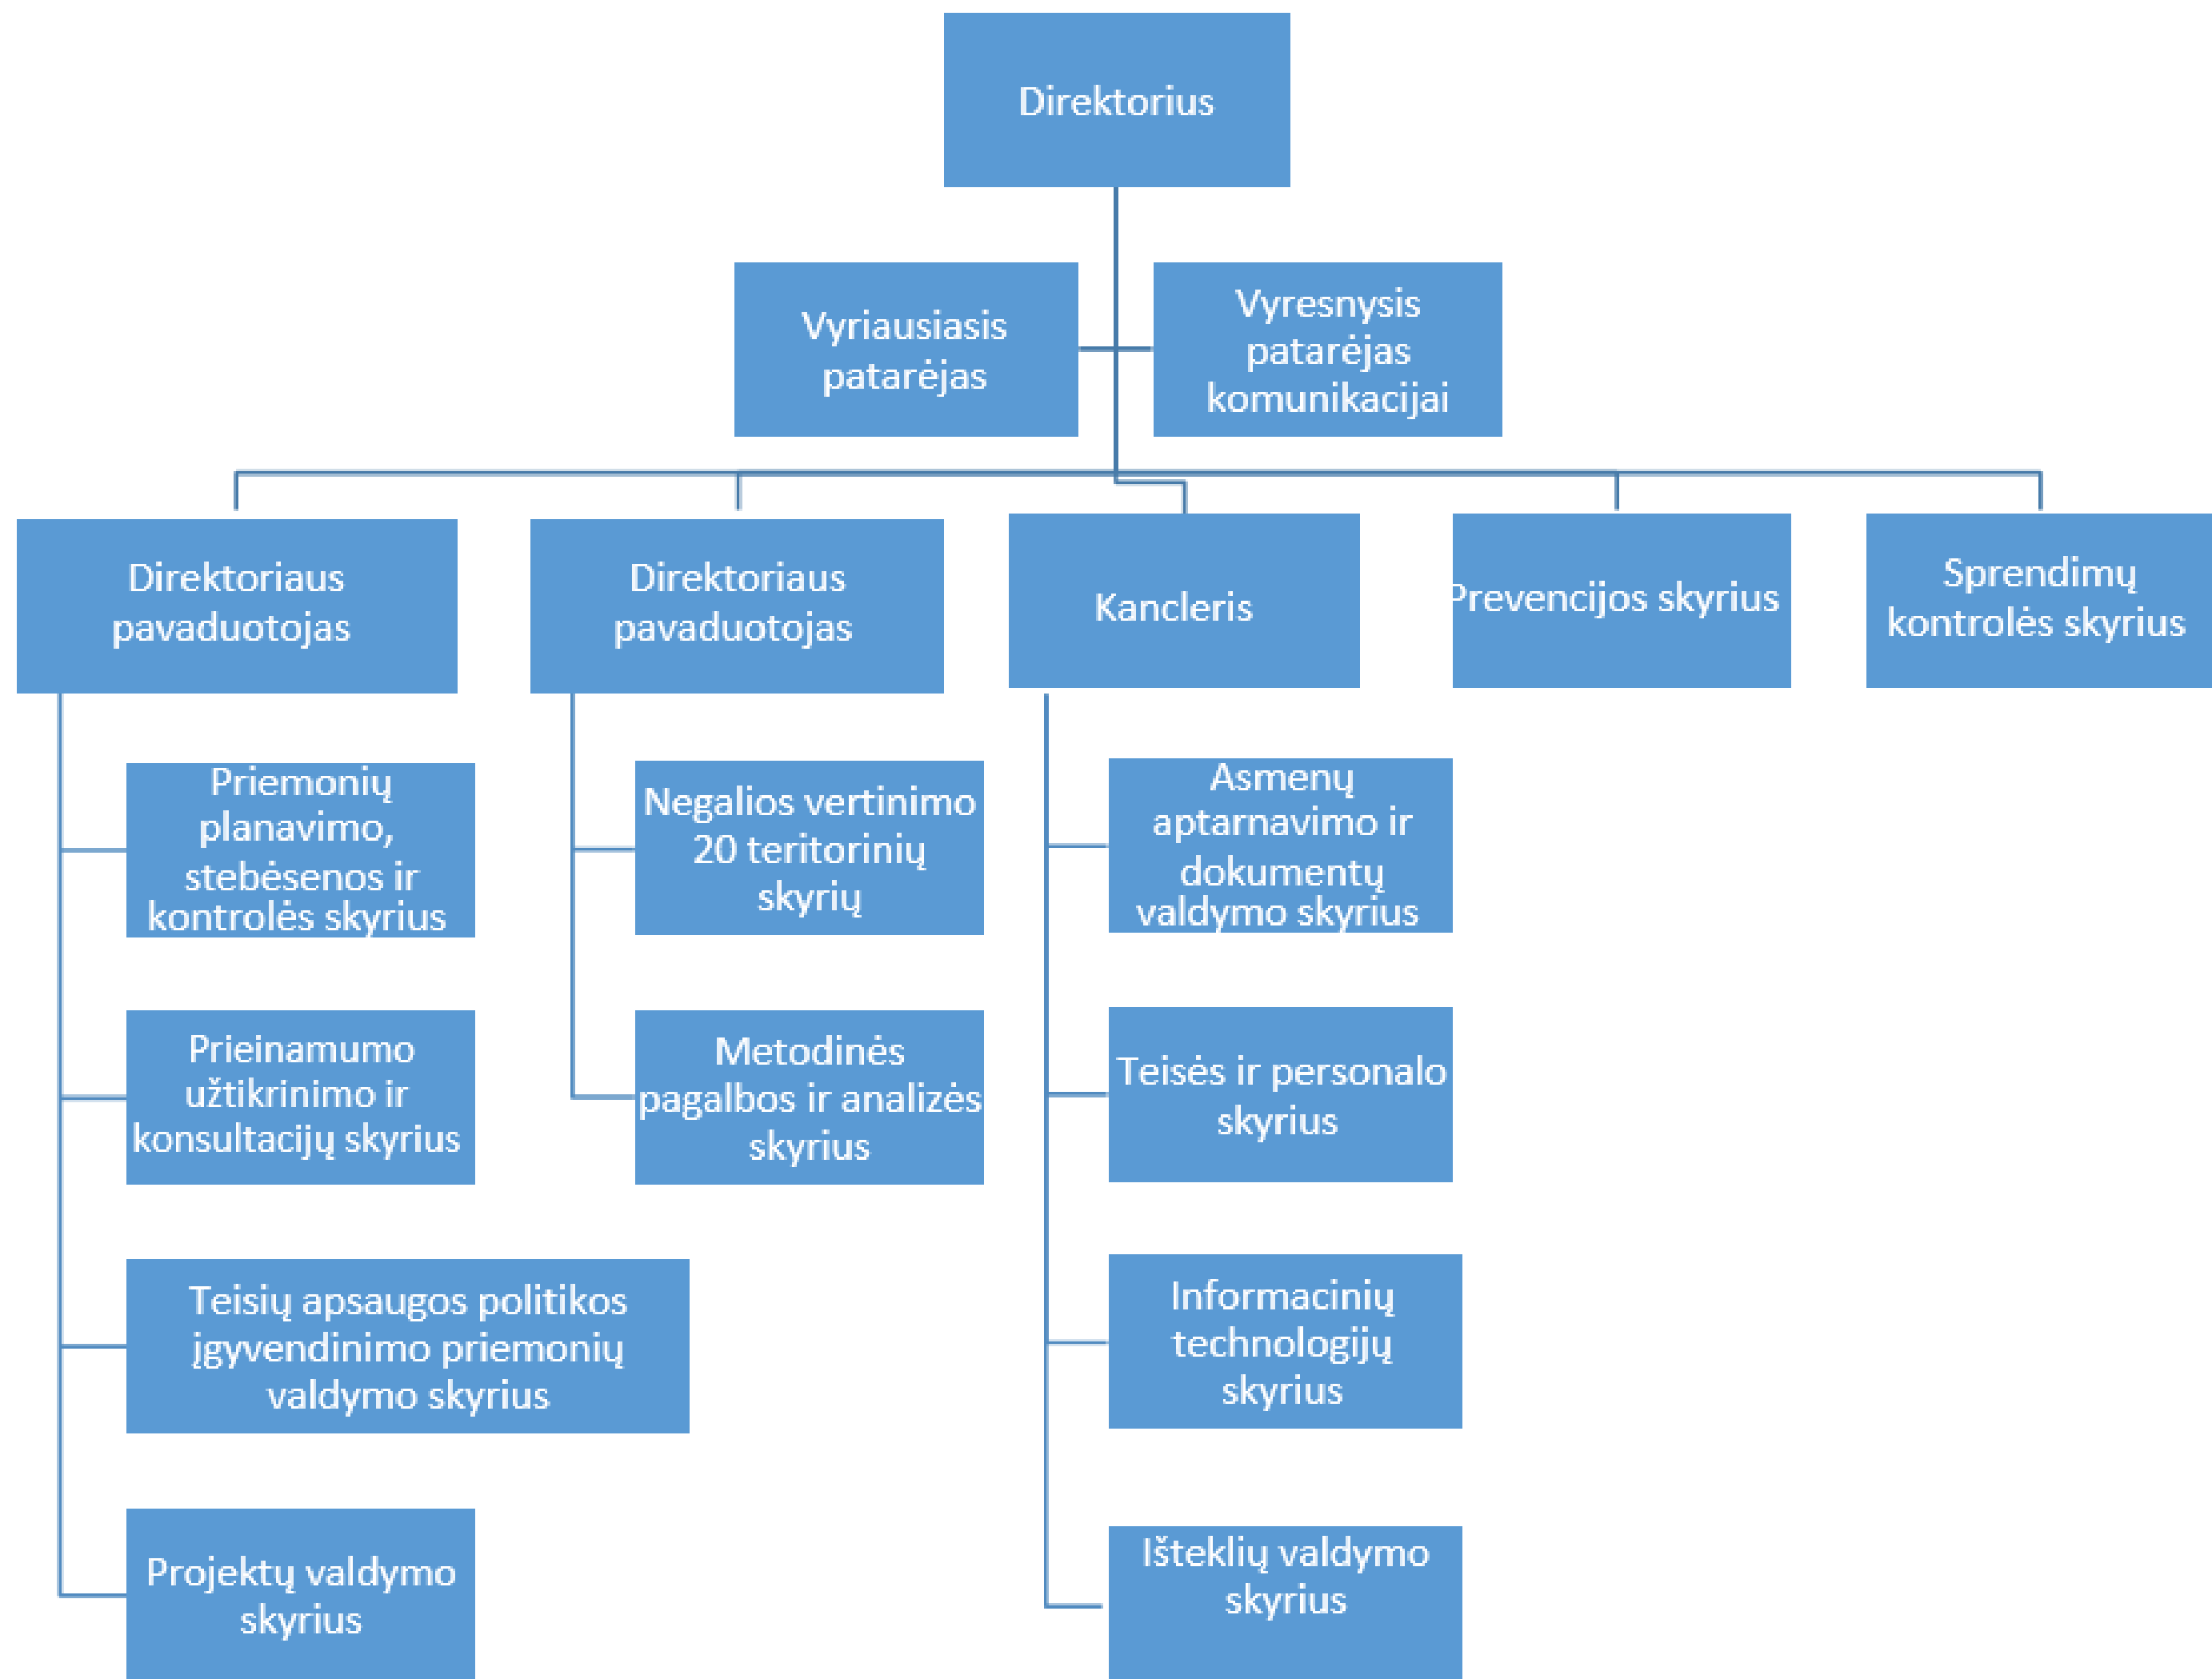 Direktorius
Vyriausiasis
patarėjas
Vyresnysis
patarėjas
komunikacijai
Direktoriaus
pavaduotojas
Direktoriaus
pavaduotojas
Kancleris
Prevencijos skyrius
Sprendimų
kontrolės skyrius
Priemonių
planavimo,
stebėsenos ir
kontrolės skyrius
Prieinamumo
užtikrinimo ir
konsultacijų skyrius
Teisių apsaugos politikos
įgyvendinimo priemonių
valdymo skyrius
Projektų valdymo
skyrius
Negalios vertinimo
20 teritorinių
skyrių
Metodinės
pagalbos ir analizės
skyrius
Asmenų
aptarnavimo ir
dokumentų
valdymo skyrius
Teisės ir personalo
skyrius
Informacinių
technologijų
skyrius
Išteklių valdymo
skyrius